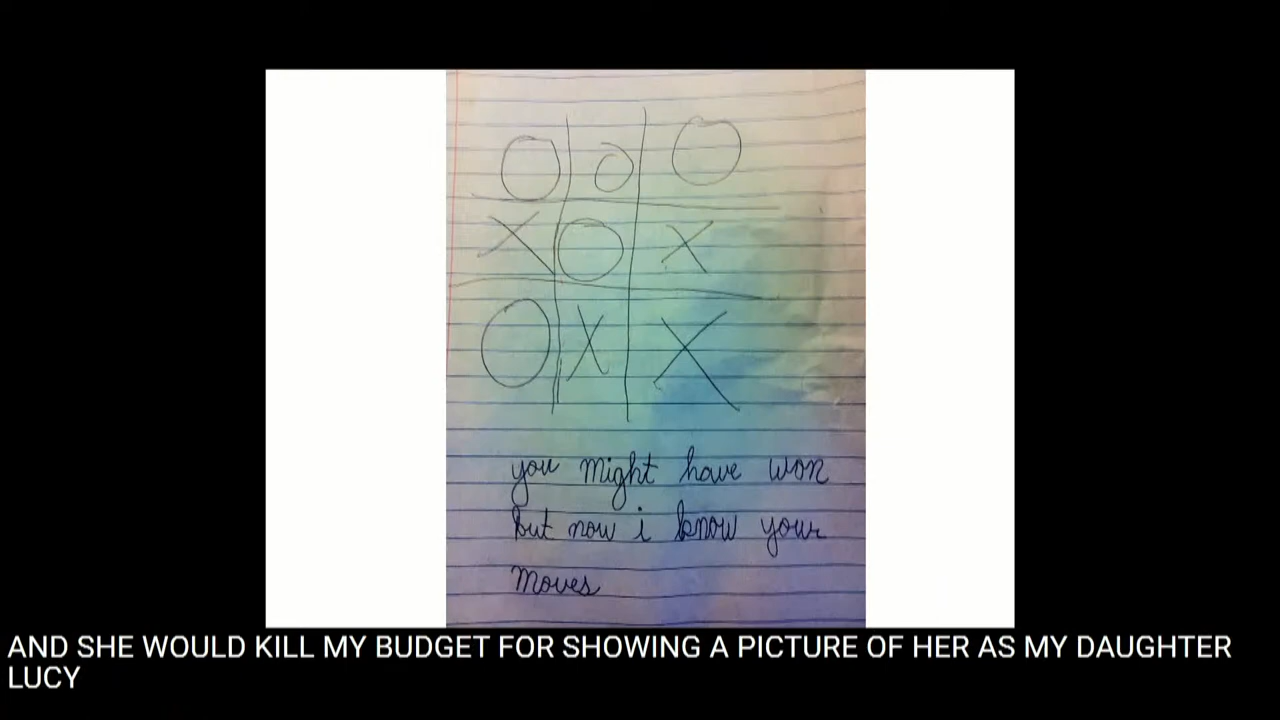 O O O
X O X
O X X
you might have won
but now i know your
moves
AND SHE WOULD KILL MY BUDGET FOR SHOWING A PICTURE OF HER AS MY DAUGHTER
LUCY